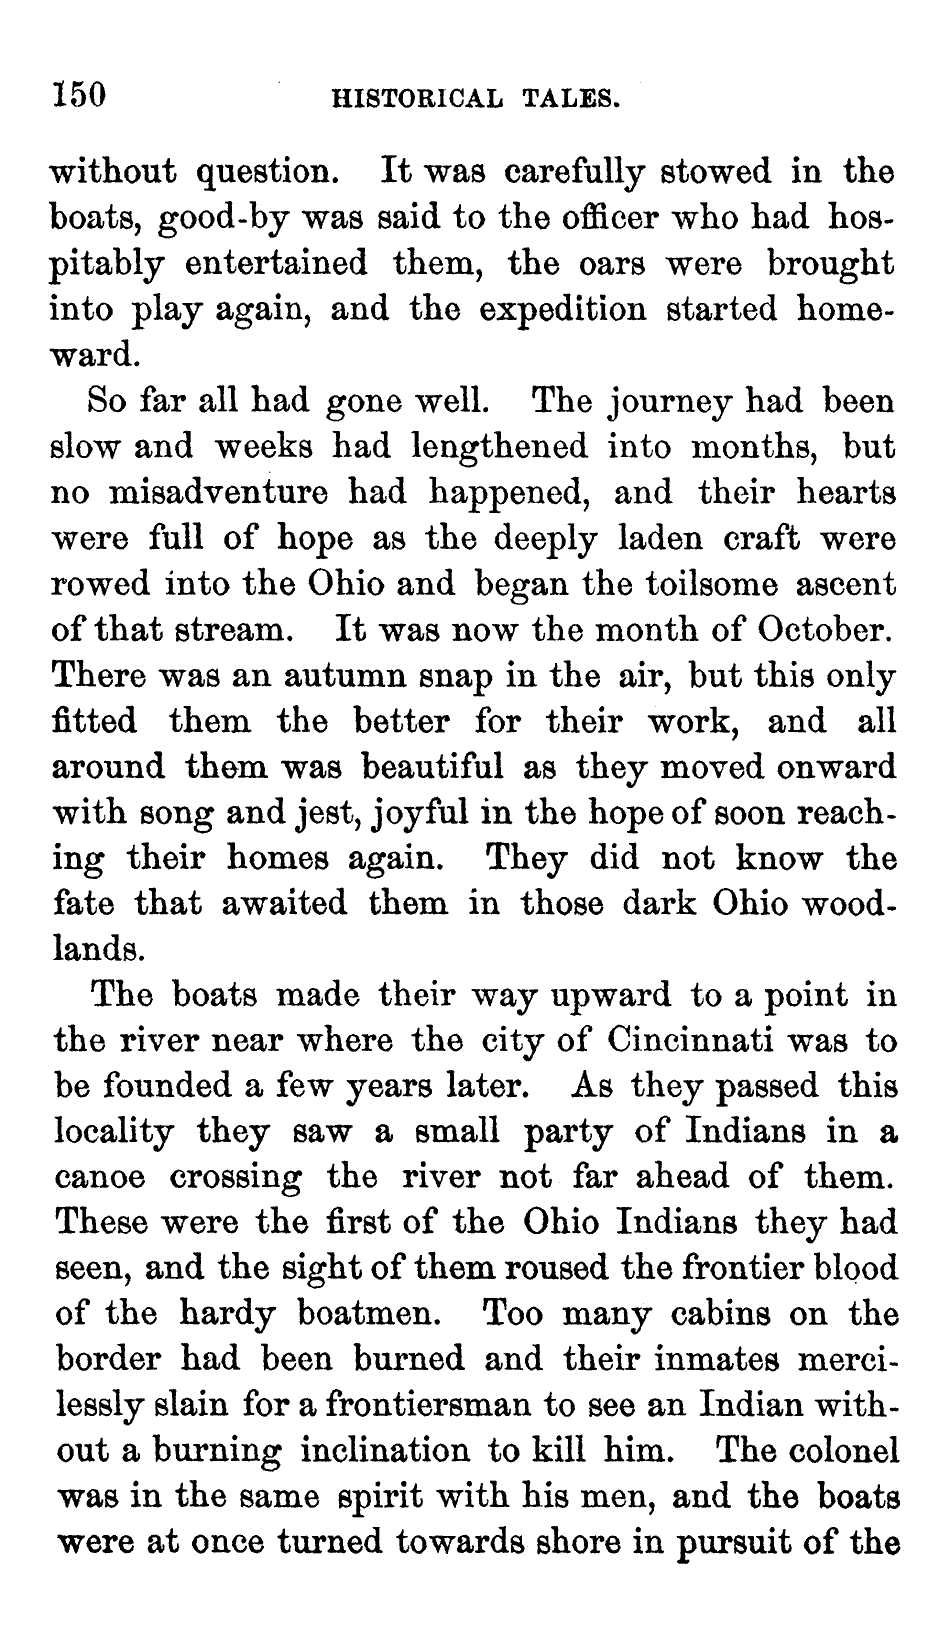 150 HISTORICAL TALES.
without question. It was carefully stowed in the
boats, good-by was said to the officer who had hos-
pitably entertained them, the oars were brought
into play again, and the expedition started home-
ward.
So far all had gone well. The journey had been
slow and weeks had lengthened into months, but
no misadventure had happened, and their hearts
were full of hope as the deeply laden craft were
rowed into the Ohio and began the toilsome ascent
of that stream. It was now the month of October.
There was an autumn snap in the air, but this only
fitted them the better for their work, and all
around them was beautiful as they moved onward
with song and jest, joyful in the hope of soon reach-
ing their homes again. They did not know the
fate that awaited them in those dark Ohio wood-
lands.
The boats made their way upward to a point in
the river near where the city of Cincinnati was to
be founded a few years later. As they passed this
locality they saw a small party of Indians in a
canoe crossing the river not far ahead of them.
These were the first of the Ohio Indians they had
seen, and the sight of them roused the frontier blood
of the hardy boatmen. Too many cabins on the
border had been burned and their inmates merci-
lessly slain for a frontiersman to see an Indian with-
out a burning inclination to kill him. The colonel
was in the same spirit with his men, and the boats
were at once turned towards shore in pursuit of the